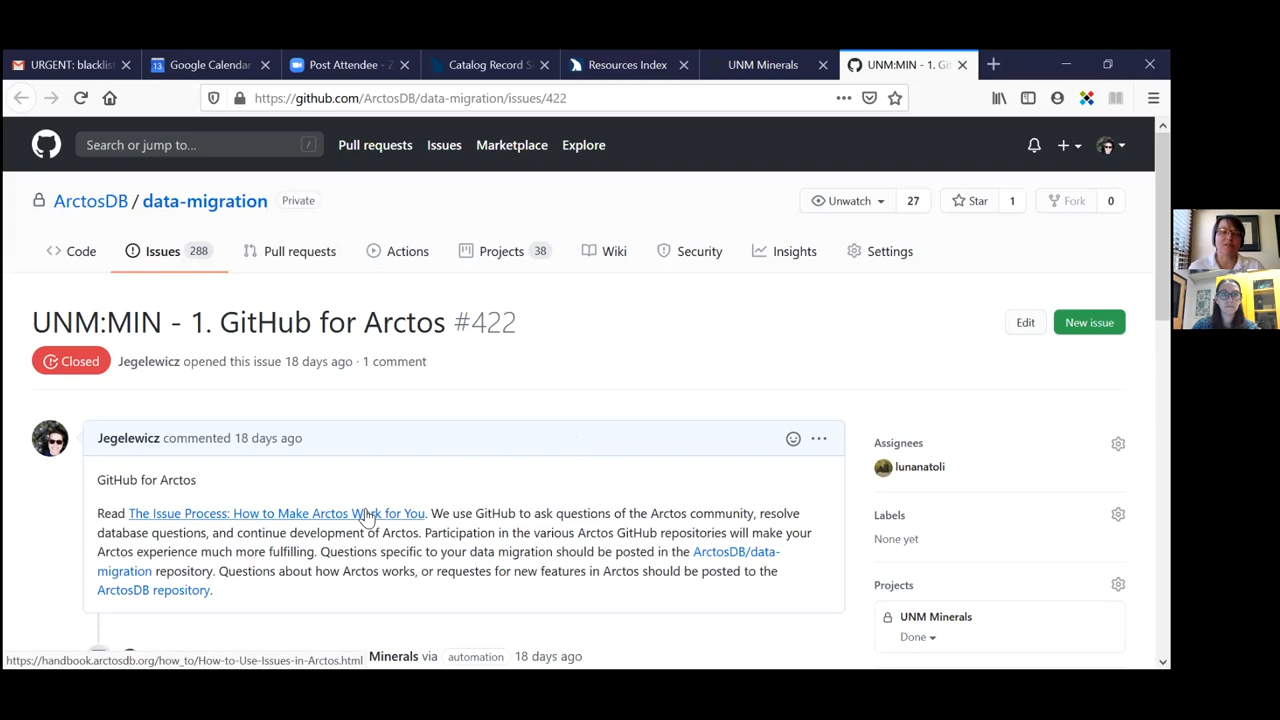 URGENT: blacklis
Google Calendar
Post Attendee - Z
Catalog Record S
Resources Index
UNM Minerals
UNM:MIN - 1. Gi
https://github.com/ArctosDB/data-migration/issues/422
Search or jump to...
/
Pull requests
Issues
Marketplace
Explore
ArctosDB / data-migration
Private
Unwatch
27
Star
1
Fork
0
Code
Issues 288
Pull requests
Actions
Projects 38
Wiki
Security
Insights
Settings
UNM:MIN - 1. GitHub for Arctos #422
Edit
New issue
Closed
Jegelewicz opened this issue 18 days ago · 1 comment
Jegelewicz commented 18 days ago
GitHub for Arctos
Read The Issue Process: How to Make Arctos Work for You. We use GitHub to ask questions of the Arctos community, resolve
database questions, and continue development of Arctos. Participation in the various Arctos GitHub repositories will make your
Arctos experience much more fulfilling. Questions specific to your data migration should be posted in the ArctosDB/data-
migration repository. Questions about how Arctos works, or requestes for new features in Arctos should be posted to the
ArctosDB repository.
Assignees
lunanatoli
Labels
None yet
Projects
UNM Minerals
Done
Minerals via automation 18 days ago
https://handbook.arctosdb.org/how_to/How-to-Use-Issues-in-Arctos.html